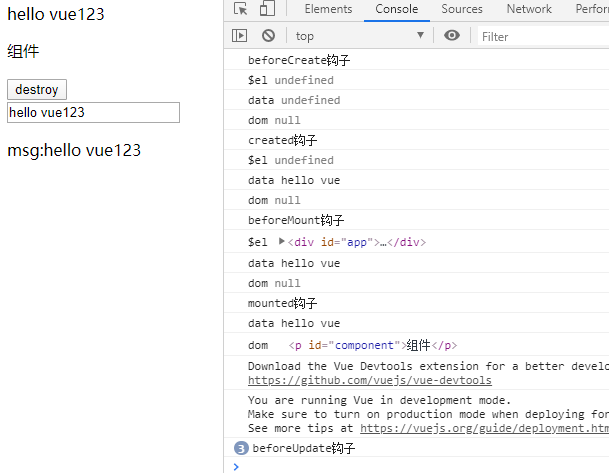 hello vue123
组件
destroy
hello vue123
msg:hello vue123
Elements Console Sources Network Perfor
top Filter
beforeCreate钩子
$el undefined
data undefined
dom null
created钩子
$el undefined
data hello vue
dom null
beforeMount钩子
$el <div id="app">…</div>
data hello vue
dom null
mounted钩子
data hello vue
dom <p id="component">组件</p>
Download the Vue Devtools extension for a better develo
https://github.com/vuejs/vue-devtools
You are running Vue in development mode.
Make sure to turn on production mode when deploying for
See more tips at https://vuejs.org/guide/deployment.htm
3 beforeUpdate钩子